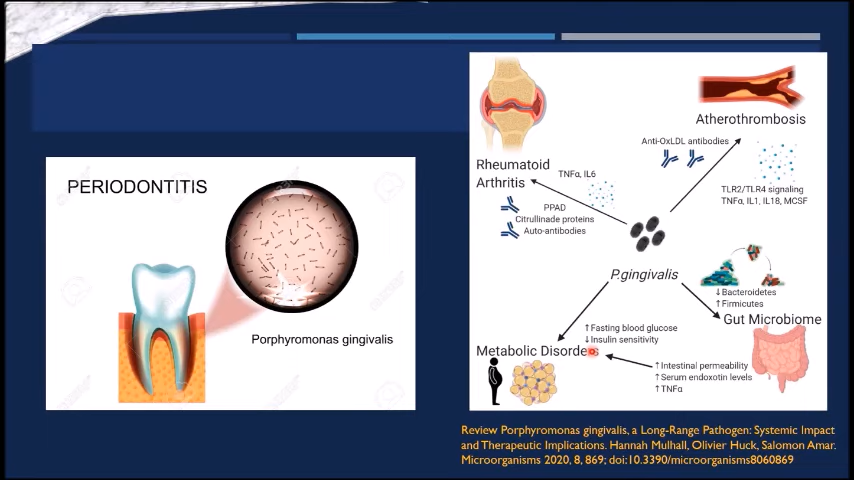 PERIODONTITIS
Porphyromonas gingivalis
Rheumatoid
Arthritis
TNFα, IL6
PPAD
Citrullinade proteins
Auto-antibodies
Atherothrombosis
Anti-OxLDL antibodies
TLR2/TLR4 signaling
TNFα, IL1, IL18, MCSF
P.gingivalis
↓Bacteroidetes
↑Firmicutes
Gut Microbiome
↑Fasting blood glucose
↓Insulin sensitivity
Metabolic Disorders
↑Intestinal permeability
↑Serum endoxotin levels
↑TNFα
Review Porphyromonas gingivalis, a Long-Range Pathogen: Systemic Impact
and Therapeutic Implications. Hannah Mulhall, Olivier Huck, Salomon Amar.
Microorganisms 2020, 8, 869; doi:10.3390/microorganisms8060869